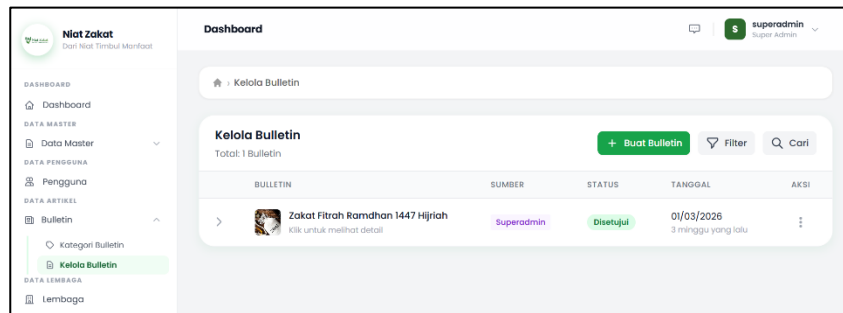 Niat Zakat
Dari Niat Timbul Manfaat
DASHBOARD
Dashboard
DATA MASTER
Data Master
DATA PENGGUNA
Pengguna
DATA ARTIKEL
Bulletin
Kategori Bulletin
Kelola Bulletin
DATA LEMBAGA
Lembaga
Dashboard
S
superadmin
Super Admin
› Kelola Bulletin
Kelola Bulletin
Total: 1 Bulletin
+ Buat Bulletin
Filter
Cari
BULLETIN SUMBER STATUS TANGGAL AKSI
Zakat Fitrah Ramdhan 1447 Hijriah Superadmin Disetujui 01/03/2026
Klik untuk melihat detail 3 minggu yang lalu